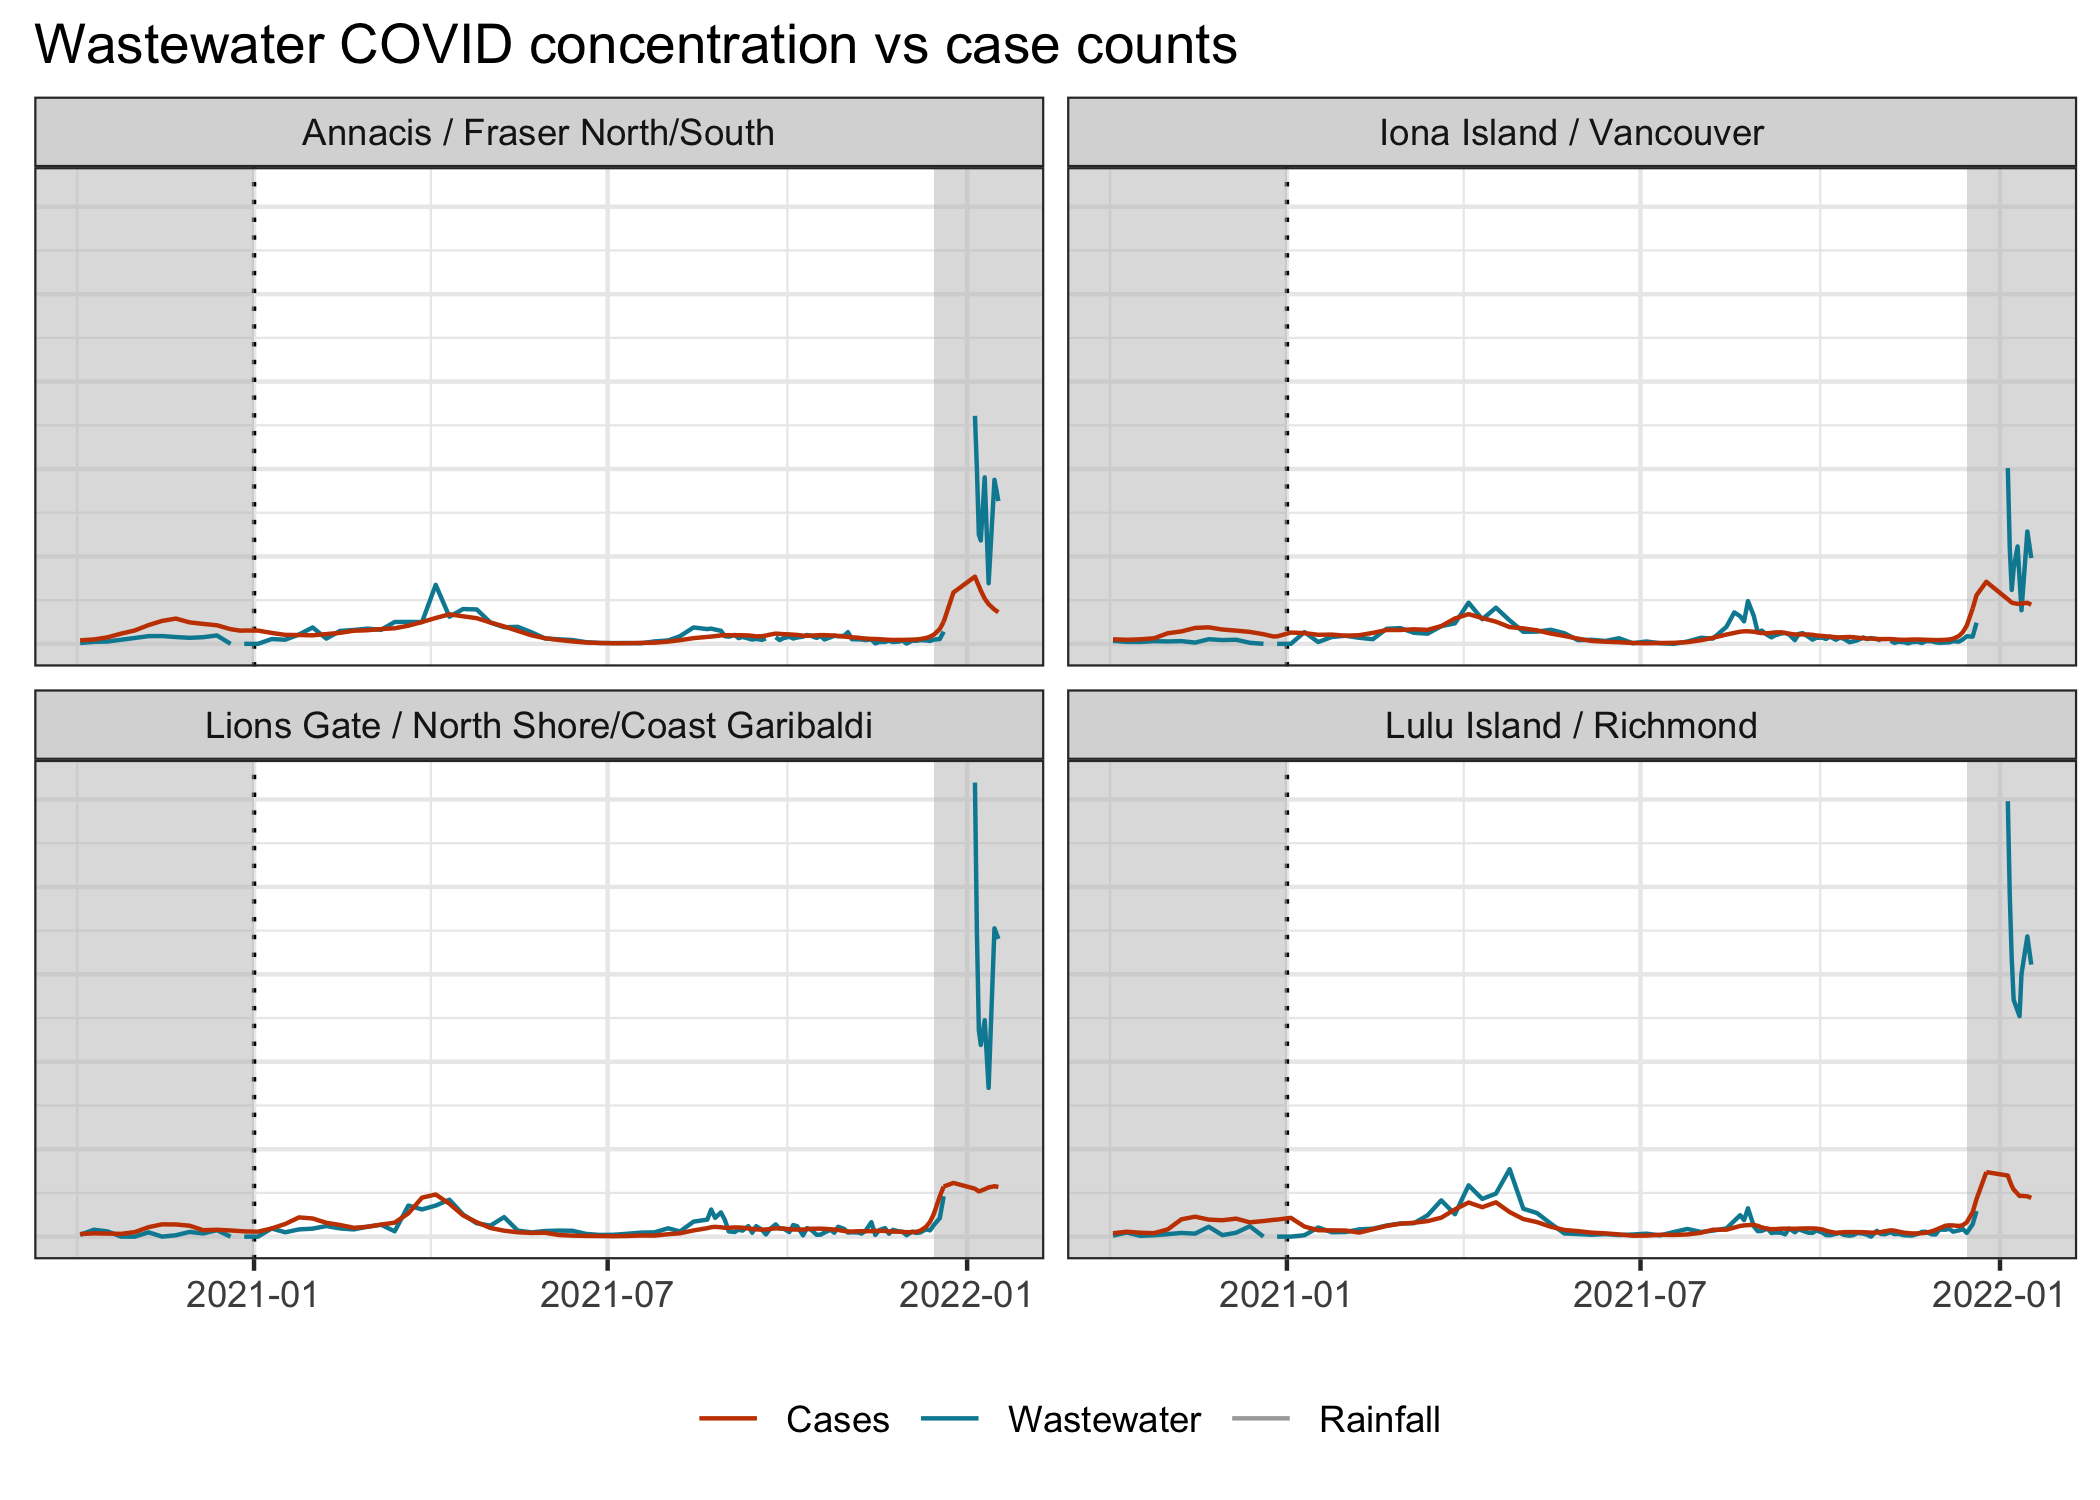 Wastewater COVID concentration vs case counts
Annacis / Fraser North/South
Iona Island / Vancouver
Lions Gate / North Shore/Coast Garibaldi
Lulu Island / Richmond
2021-01 2021-07 2022-01 2021-01 2021-07 2022-01
Cases Wastewater Rainfall